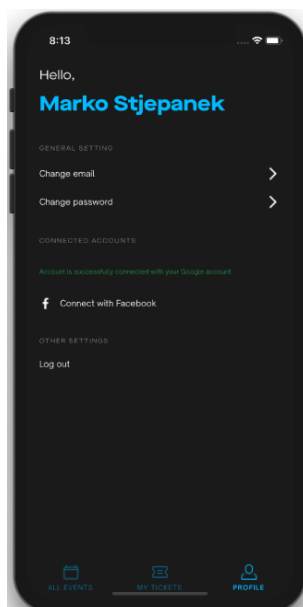 8:13
Hello,
Marko Stjepanek
GENERAL SETTING
Change email
Change password
CONNECTED ACCOUNTS
Account is successfully connected with your Google account
Connect with Facebook
OTHER SETTINGS
Log out
ALL EVENTS MY TICKETS PROFILE